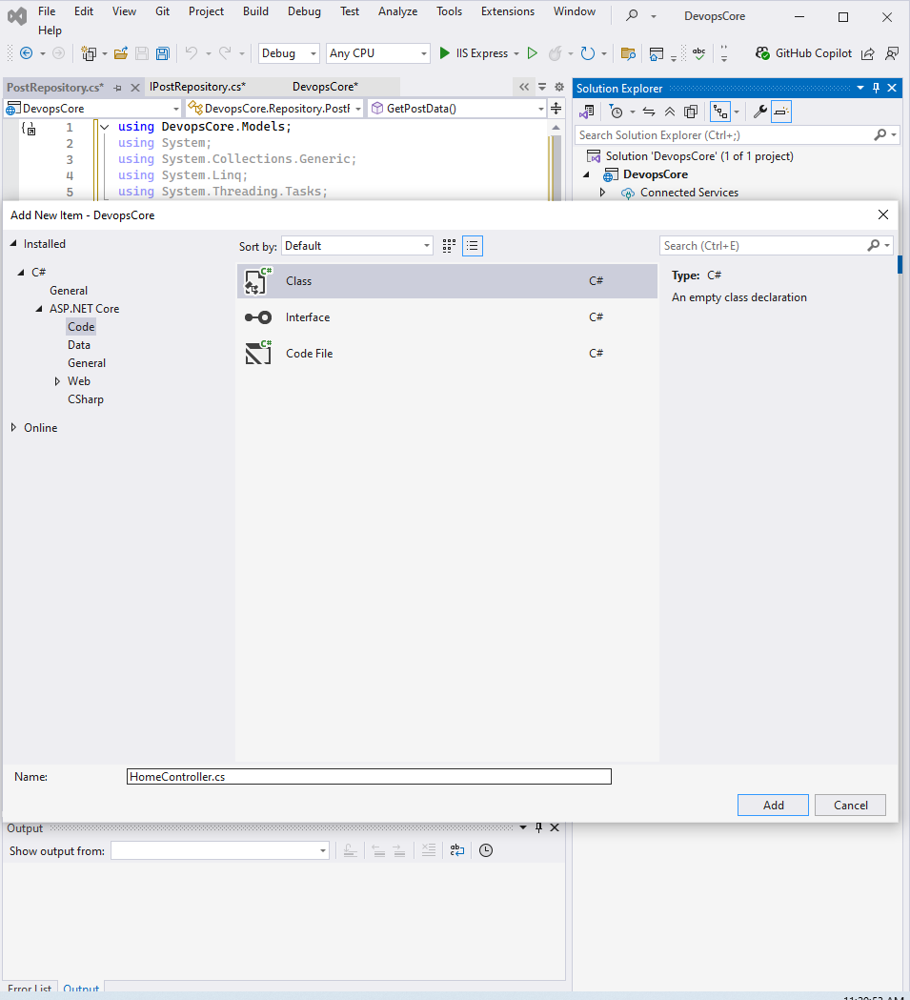 File Edit View Git Project Build Debug Test Analyze Tools Extensions Window DevopsCore
Help
Debug Any CPU IIS Express abc GitHub Copilot
PostRepository.cs* IPostRepository.cs* DevopsCore* Solution Explorer
DevopsCore DevopsCore.Repository.PostF GetPostData()
1 using DevopsCore.Models;
2 using System;
3 using System.Collections.Generic;
4 using System.Linq;
5 using System.Threading.Tasks;
Search Solution Explorer (Ctrl+;)
Solution 'DevopsCore' (1 of 1 project)
DevopsCore
Connected Services
Add New Item - DevopsCore
Installed
C#
General
ASP.NET Core
Code
Data
General
Web
CSharp
Online
Sort by: Default
C# Class C#
Interface C#
C# Code File C#
Search (Ctrl+E)
Type: C#
An empty class declaration
Name: HomeController.cs
Add Cancel
Output
Show output from:
Error List Output